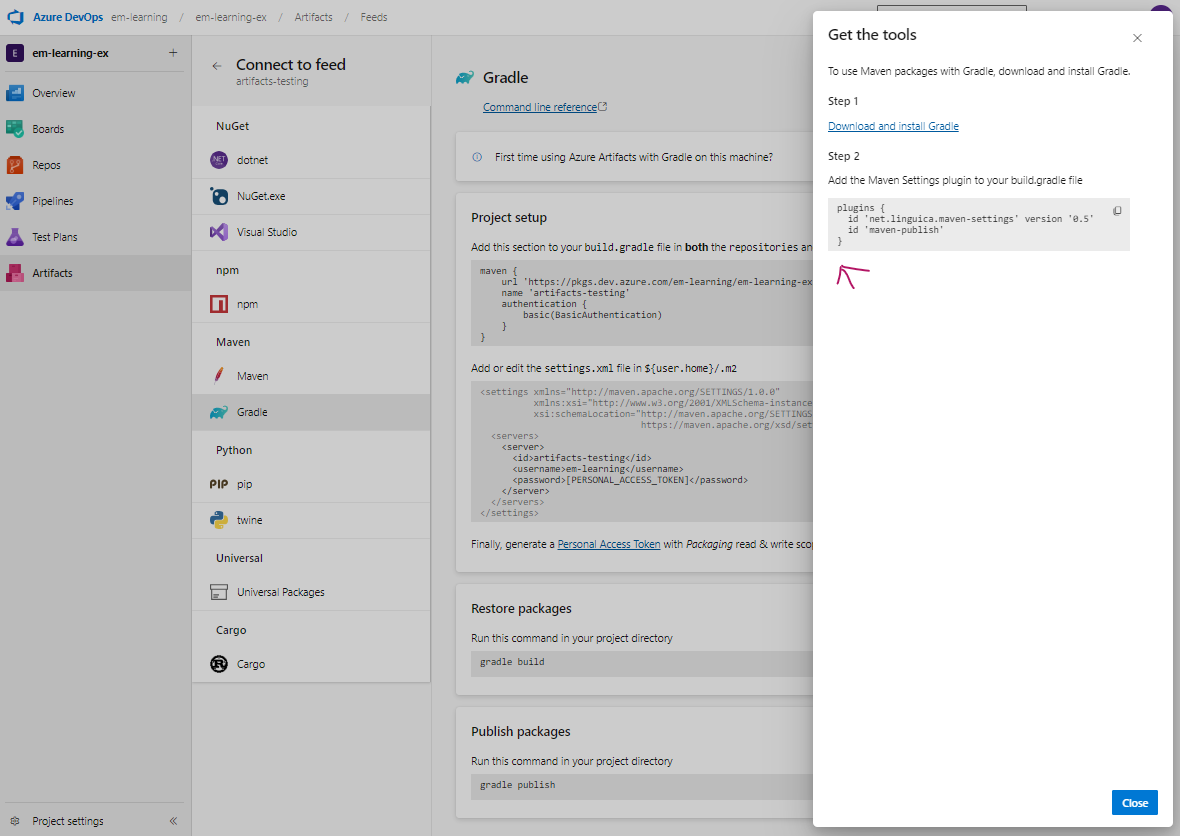 Azure DevOps em-learning / em-learning-ex / Artifacts / Feeds
E em-learning-ex +
Overview
Boards
Repos
Pipelines
Test Plans
Artifacts
Project settings
Connect to feed
artifacts-testing
NuGet
NET dotnet
NuGet.exe
Visual Studio
npm
npm
Maven
Maven
Gradle
Python
PIP pip
twine
Universal
Universal Packages
Cargo
Cargo
Gradle
Command line reference
First time using Azure Artifacts with Gradle on this machine?
Project setup
Add this section to your build.gradle file in both the repositories an
maven {
url 'https://pkgs.dev.azure.com/em-learning/em-learning-ex
name 'artifacts-testing'
authentication {
basic(BasicAuthentication)
}
}
Add or edit the settings.xml file in ${user.home}/.m2
<settings xmlns="http://maven.apache.org/SETTINGS/1.0.0"
xmlns:xsi="http://www.w3.org/2001/XMLSchema-instance
xsi:schemaLocation="http://maven.apache.org/SETTINGS
https://maven.apache.org/xsd/set
<servers>
<server>
<id>artifacts-testing</id>
<username>em-learning</username>
<password>[PERSONAL_ACCESS_TOKEN]</password>
</server>
</servers>
</settings>
Finally, generate a Personal Access Token with Packaging read & write sco
Restore packages
Run this command in your project directory
gradle build
Publish packages
Run this command in your project directory
gradle publish
Get the tools
To use Maven packages with Gradle, download and install Gradle.
Step 1
Download and install Gradle
Step 2
Add the Maven Settings plugin to your build.gradle file
plugins {
id 'net.linguica.maven-settings' version '0.5'
id 'maven-publish'
}
Close